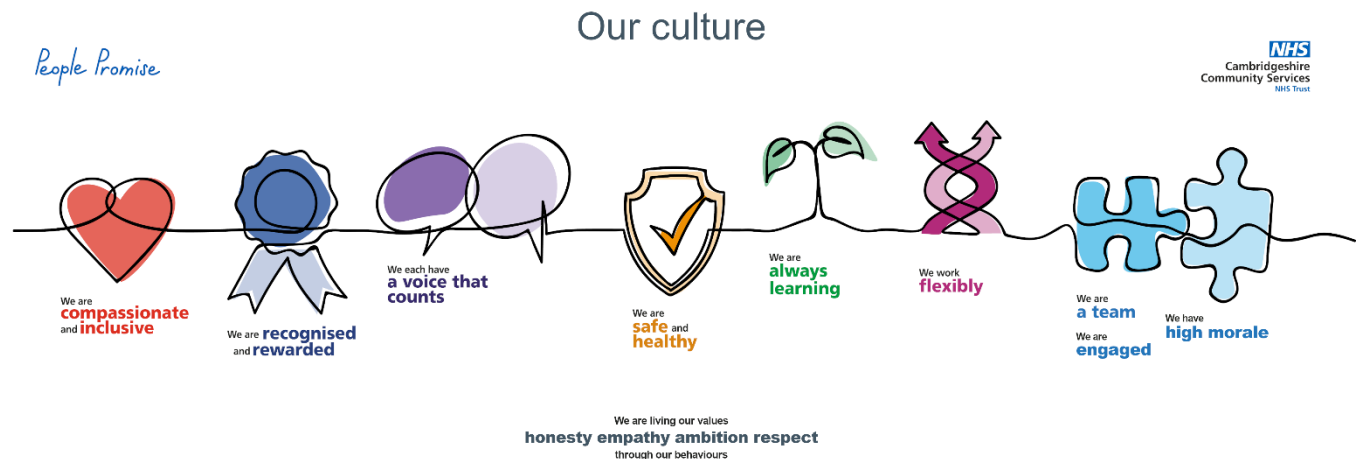 Our culture
People Promise
NHS
Cambridgeshire
Community Services
NHS Trust
We are
compassionate
and inclusive
We are recognised
and rewarded
We each have
a voice that
counts
We are
safe and
healthy
We are
always
learning
We work
flexibly
We are
a team
We are
engaged
We have
high morale
We are living our values
honesty empathy ambition respect
through our behaviours